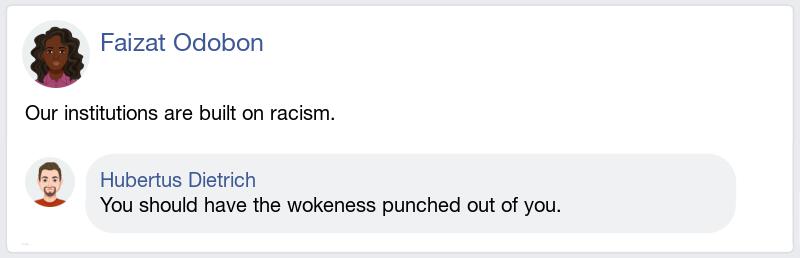 Faizat Odobon
Our institutions are built on racism.
Hubertus Dietrich
You should have the wokeness punched out of you.